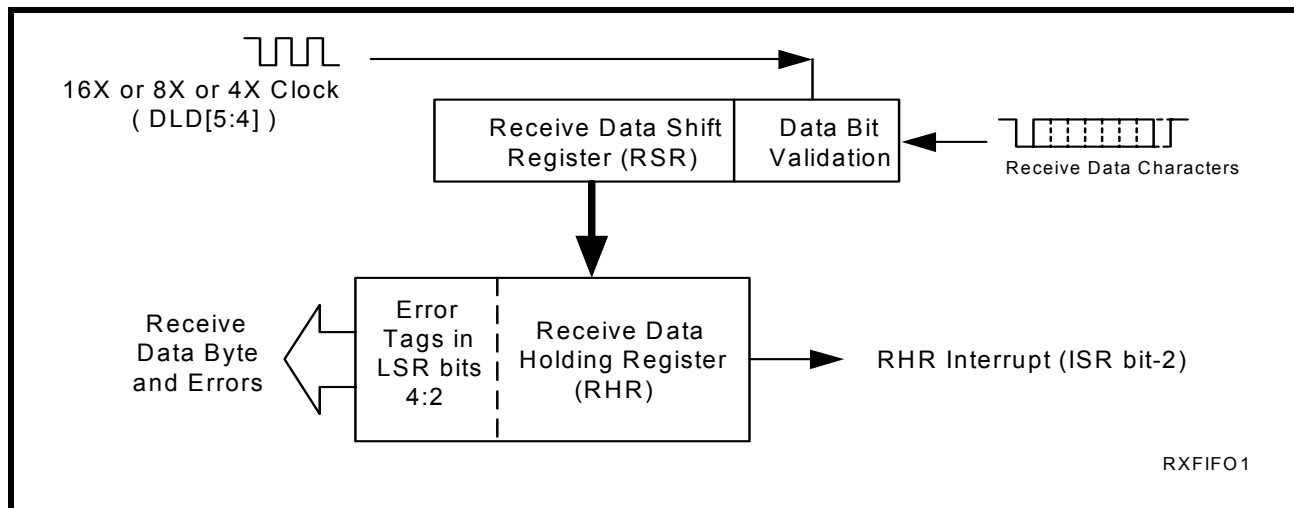 16X or 8X or 4X Clock
( DLD[5:4] )
Receive Data Shift
Register (RSR)
Data Bit
Validation
Receive Data Characters
Receive
Data Byte
and Errors
Error
Tags in
LSR bits
4:2
Receive Data
Holding Register
(RHR)
RHR Interrupt (ISR bit-2)
RXFIFO1